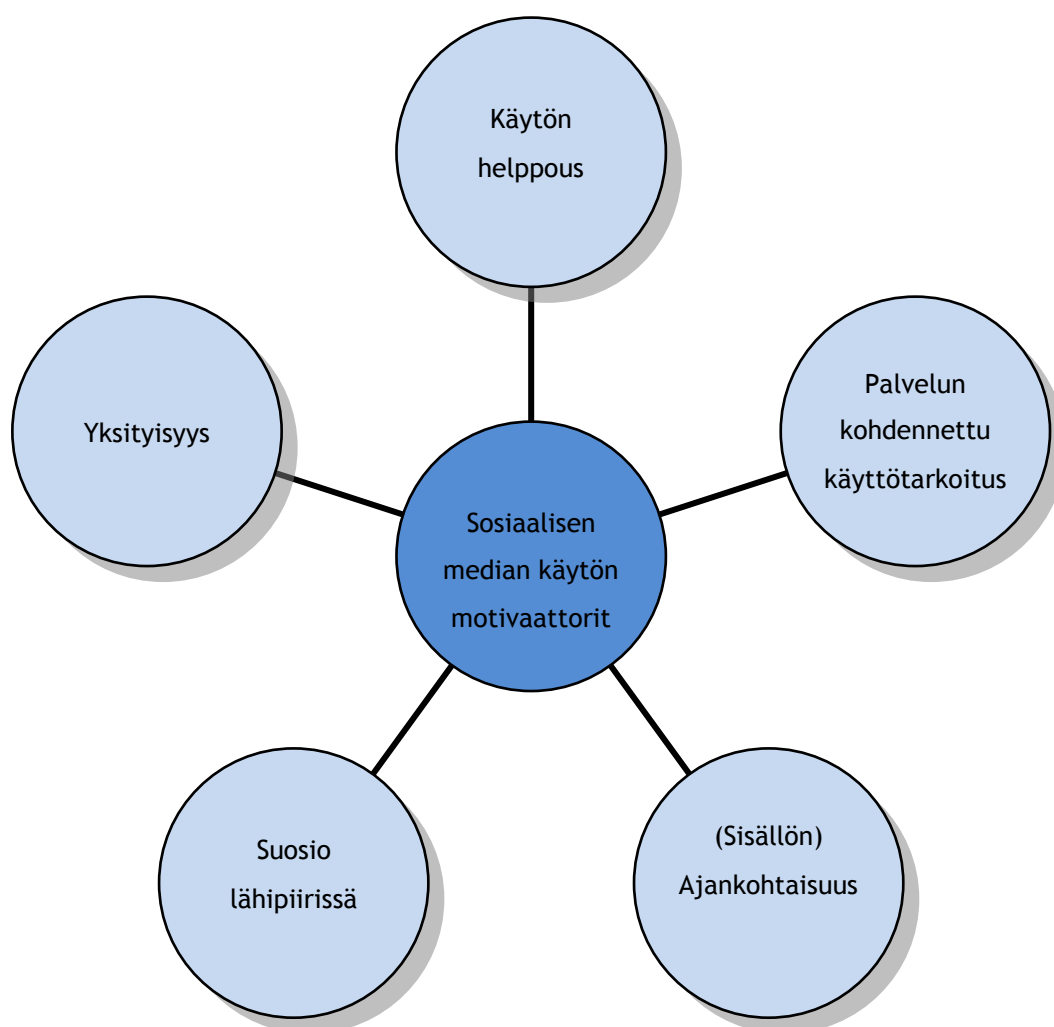 Käytön
helppous
Palvelun
kohdennettu
käyttötarkoitus
Yksityisyys
Sosiaalisen
median käytön
motivaattorit
Suosio
lähipiirissä
(Sisällön)
Ajankohtaisuus